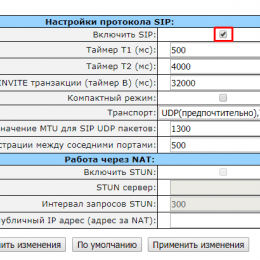 Настройки протокола SIP:
Включить SIP:
Таймер T1 (мс): 500
Таймер T2 (мс): 4000
INVITE транзакции (таймер B) (мс): 32000
Компактный режим:
Транспорт: UDP(предпочтительно),
начение MTU для SIP UDP пакетов: 1300
страции между соседними портами: 500
Работа через NAT:
Включить STUN:
STUN сервер:
Интервал запросов STUN: 300
убличный IP адрес (адрес за NAT):
нить изменения По умолчанию Применить изменения